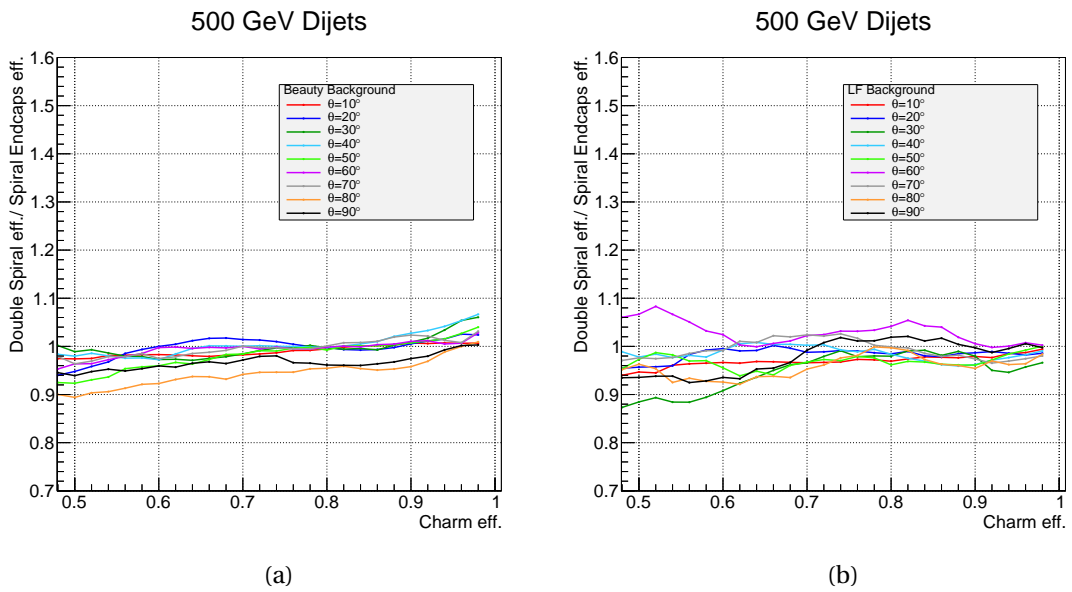 500 GeV Dijets
Double Spiral eff./ Spiral Endcaps eff.
1.6
1.5
1.4
1.3
1.2
1.1
1
0.9
0.8
0.7
Beauty Background
θ=10°
θ=20°
θ=30°
θ=40°
θ=50°
θ=60°
θ=70°
θ=80°
θ=90°
0.5 0.6 0.7 0.8 0.9 1
Charm eff.
(a)
500 GeV Dijets
Double Spiral eff./ Spiral Endcaps eff.
1.6
1.5
1.4
1.3
1.2
1.1
1
0.9
0.8
0.7
LF Background
θ=10°
θ=20°
θ=30°
θ=40°
θ=50°
θ=60°
θ=70°
θ=80°
θ=90°
0.5 0.6 0.7 0.8 0.9 1
Charm eff.
(b)